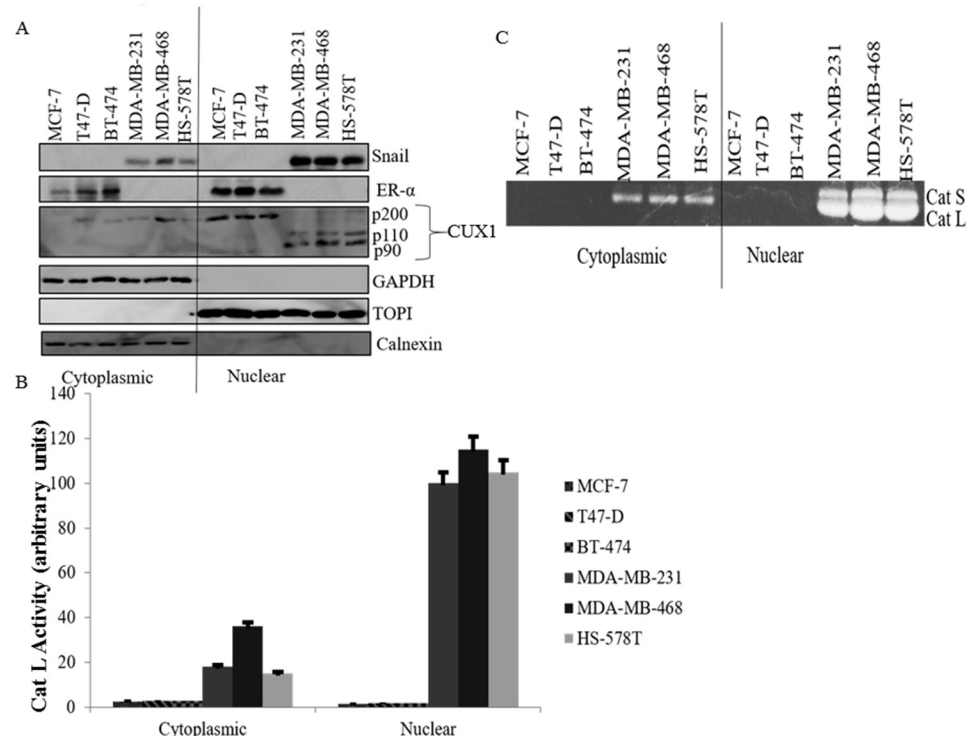 A
MCF-7
T47-D
BT-474
MDA-MB-231
MDA-MB-468
HS-578T
MCF-7
T47-D
BT-474
MDA-MB-231
MDA-MB-468
HS-578T
Snail
ER-α
p200
p110
p90
CUX1
GAPDH
TOPI
Calnexin
Cytoplasmic
Nuclear
C
MCF-7
T47-D
BT-474
MDA-MB-231
MDA-MB-468
HS-578T
MCF-7
T47-D
BT-474
MDA-MB-231
MDA-MB-468
HS-578T
Cat S
Cat L
Cytoplasmic
Nuclear
B
Cat L Activity (arbitrary units)
140
120
100
80
60
40
20
0
Cytoplasmic
Nuclear
MCF-7
T47-D
BT-474
MDA-MB-231
MDA-MB-468
HS-578T